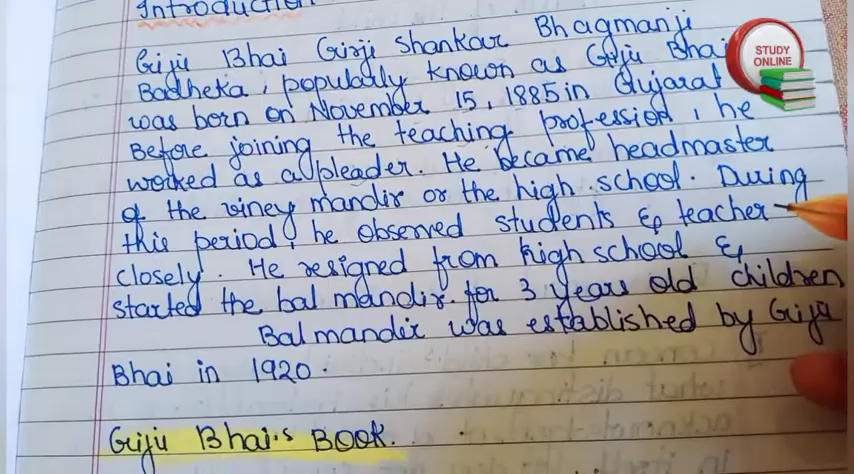 Introduction
Giju Bhai Girji Shankar Bhagmanji
Badheka, popularly known as Giju Bhai
was born on November 15, 1885 in Gujarat
Before joining the teaching profession, he
worked as a pleader. He became headmaster
of the viney mandir or the high school. During
this period, he observed students & teacher
closely. He resigned from high school &
started the bal mandir for 3 years old children
Bal mandir was established by Giju
Bhai in 1920.
Giju Bhai's BOOK.
STUDY
ONLINE